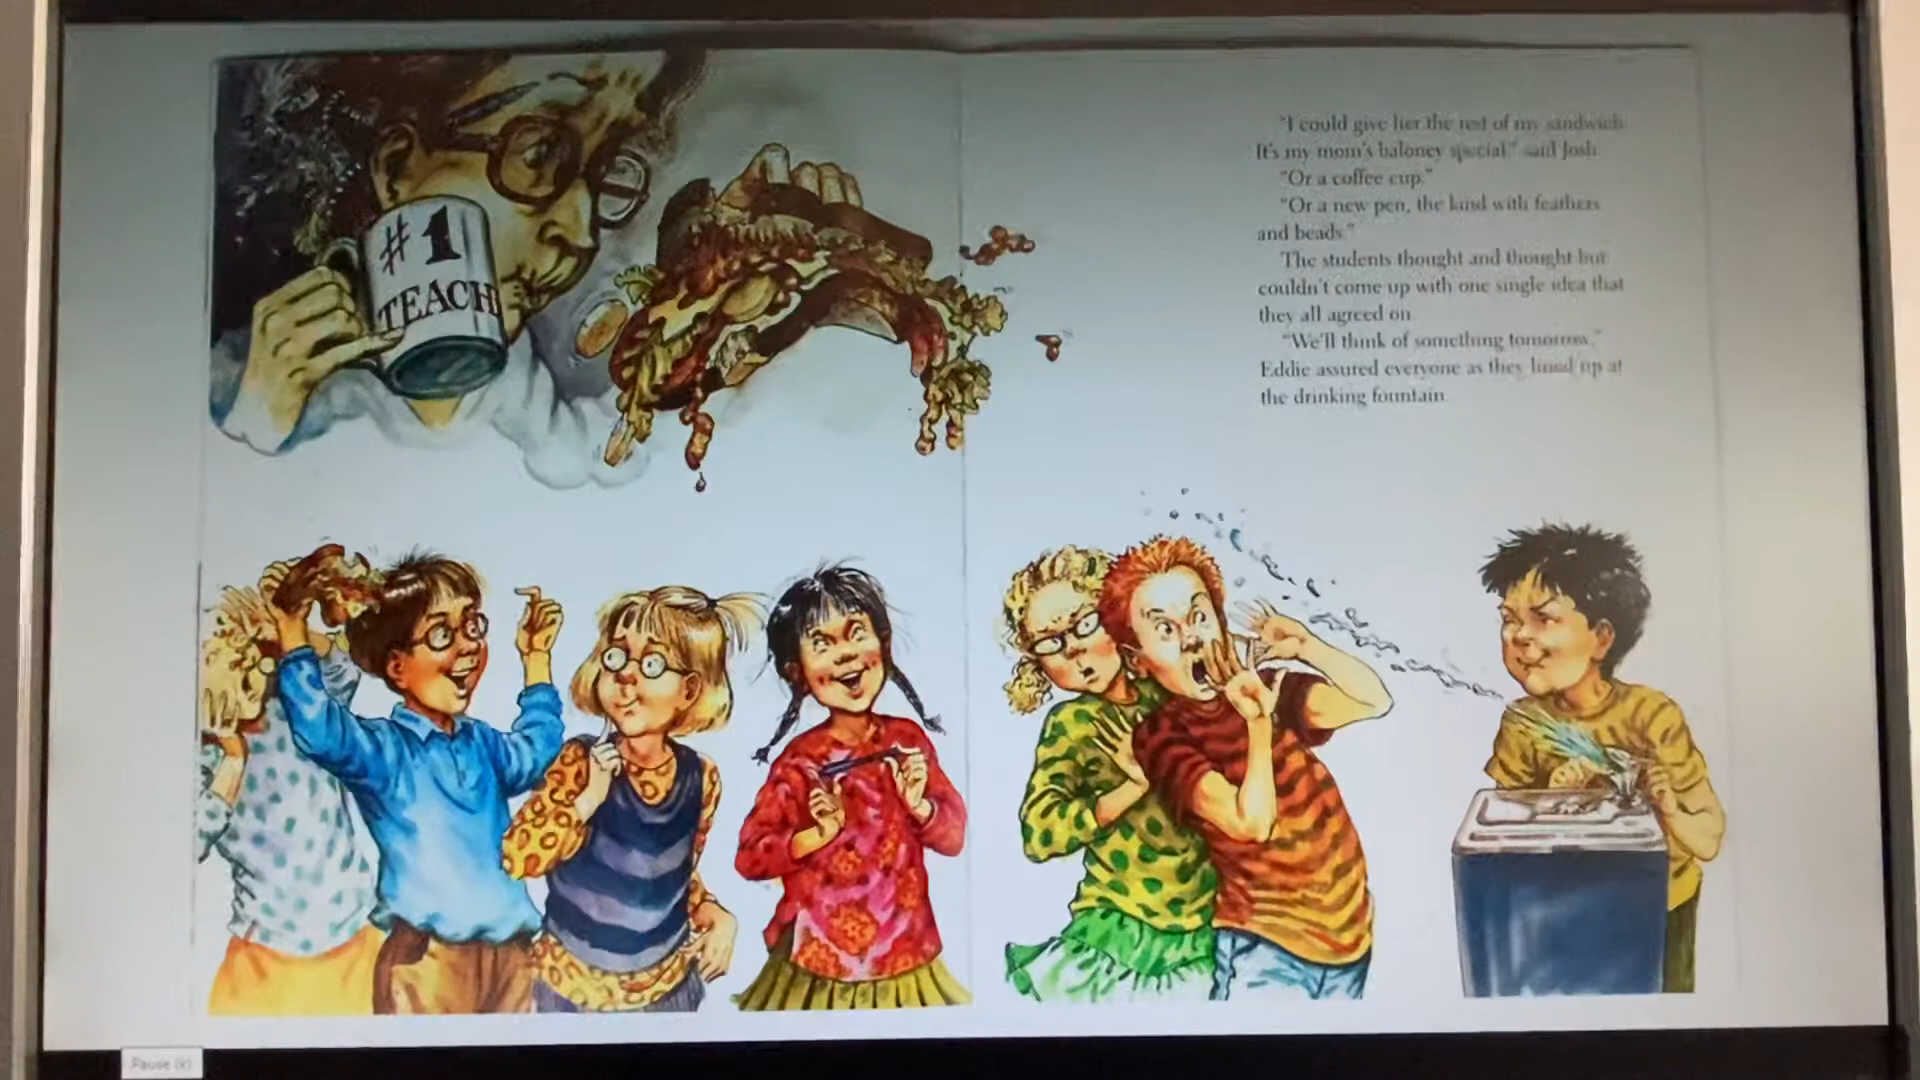 #1
TEACH
"I could give her the rest of my sandwich.
It's my mom's baloney special," said Josh.
"Or a coffee cup."
"Or a new pen, the kind with feathers
and beads."
The students thought and thought but
couldn't come up with one single idea that
they all agreed on.
"We'll think of something tomorrow,"
Eddie assured everyone as they lined up at
the drinking fountain.
Pause (k)